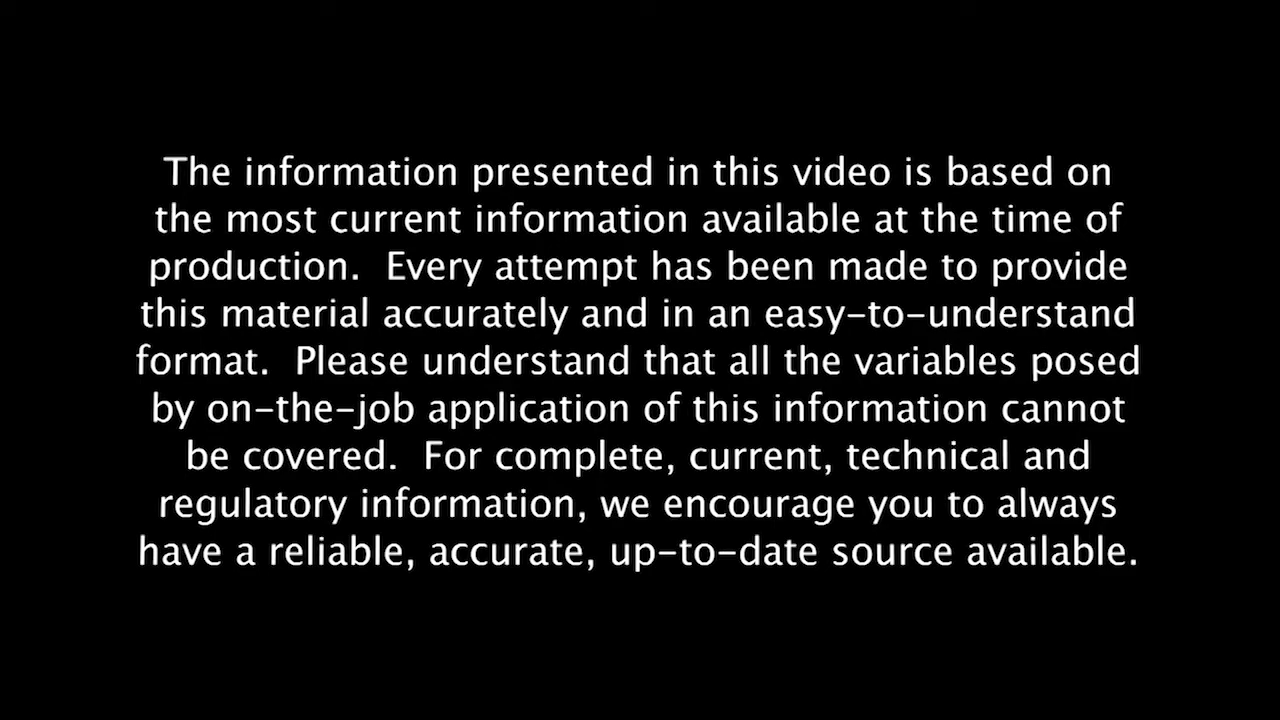 The information presented in this video is based on
the most current information available at the time of
production.  Every attempt has been made to provide
this material accurately and in an easy-to-understand
format.  Please understand that all the variables posed
by on-the-job application of this information cannot
be covered.  For complete, current, technical and
regulatory information, we encourage you to always
have a reliable, accurate, up-to-date source available.